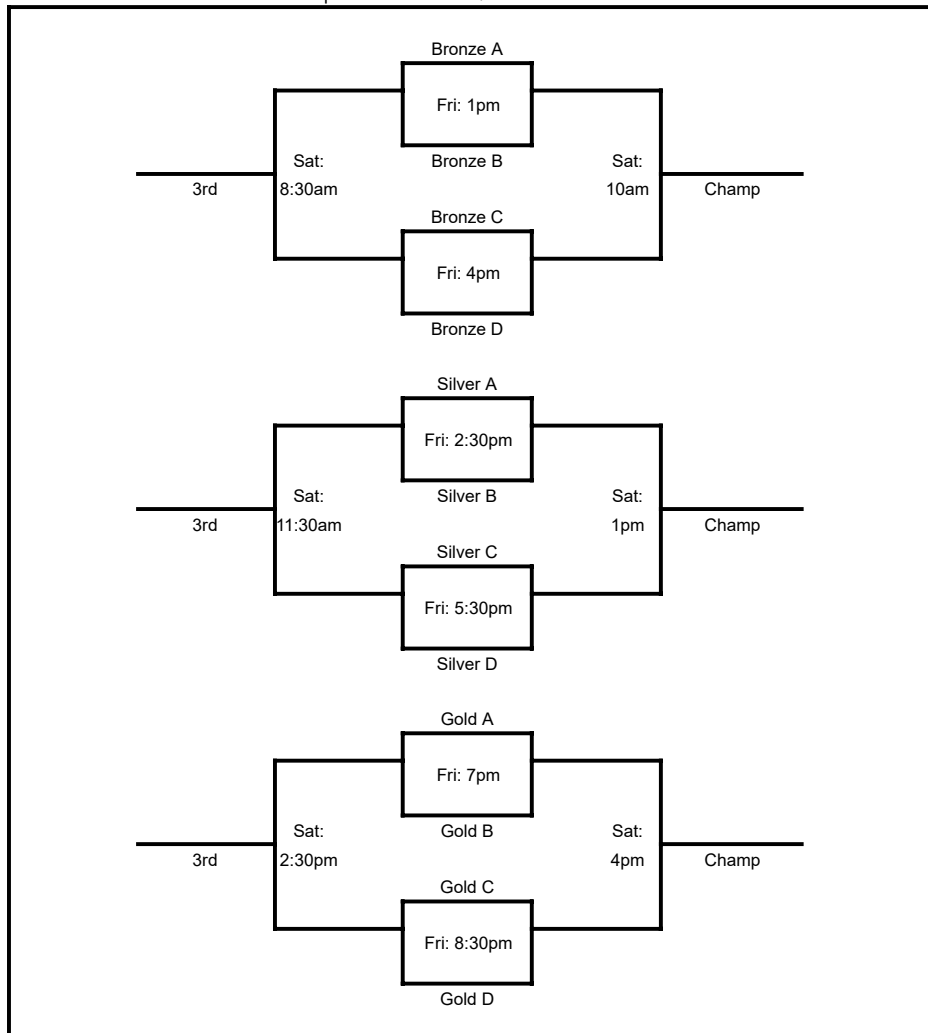 Bronze A
Fri: 1pm
Bronze B
Sat:
8:30am
Sat:
10am
3rd
Champ
Bronze C
Fri: 4pm
Bronze D
Silver A
Fri: 2:30pm
Silver B
Sat:
11:30am
Sat:
1pm
3rd
Champ
Silver C
Fri: 5:30pm
Silver D
Gold A
Fri: 7pm
Gold B
Sat:
2:30pm
Sat:
4pm
3rd
Champ
Gold C
Fri: 8:30pm
Gold D